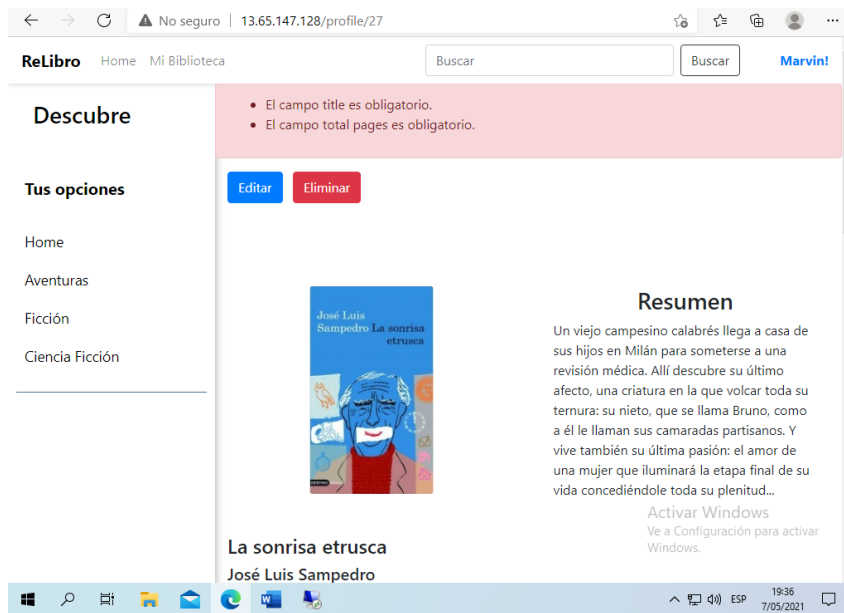 No seguro | 13.65.147.128/profile/27
ReLibro Home Mi Biblioteca Buscar Buscar Marvin!
Descubre
• El campo title es obligatorio.
• El campo total pages es obligatorio.
Tus opciones
Editar Eliminar
Home
Aventuras
Ficción
Ciencia Ficción
José Luis
Sampedro La sonrisa
etrusca
Resumen
Un viejo campesino calabrés llega a casa de
sus hijos en Milán para someterse a una
revisión médica. Allí descubre su último
afecto, una criatura en la que volcar toda su
ternura: su nieto, que se llama Bruno, como
a él le llaman sus camaradas partisanos. Y
vive también su última pasión: el amor de
una mujer que iluminará la etapa final de su
vida concediéndole toda su plenitud...
Activar Windows
Ve a Configuración para activar
Windows.
La sonrisa etrusca
José Luis Sampedro
ESP
19:36
7/05/2021